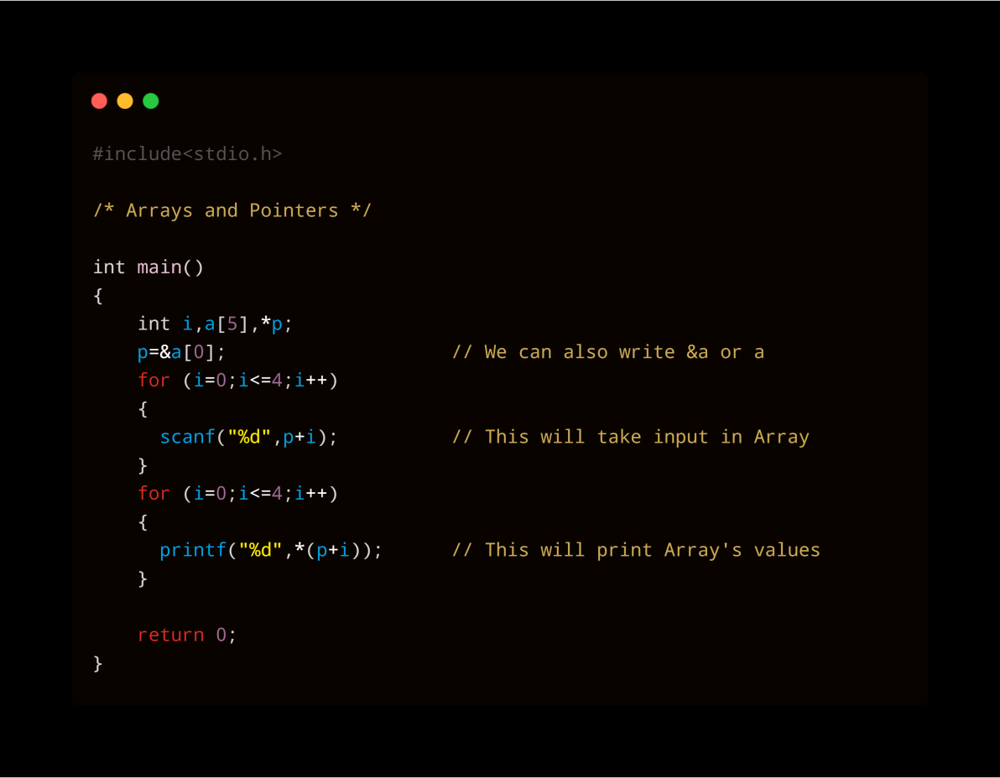 #include<stdio.h>
/* Arrays and Pointers */
int main()
{
    int i,a[5],*p;
    p=&a[0];                    // We can also write &a or a
    for (i=0;i<=4;i++)
    {
      scanf("%d",p+i);          // This will take input in Array
    }
    for (i=0;i<=4;i++)
    {
      printf("%d",*(p+i));      // This will print Array's values
    }
    return 0;
}